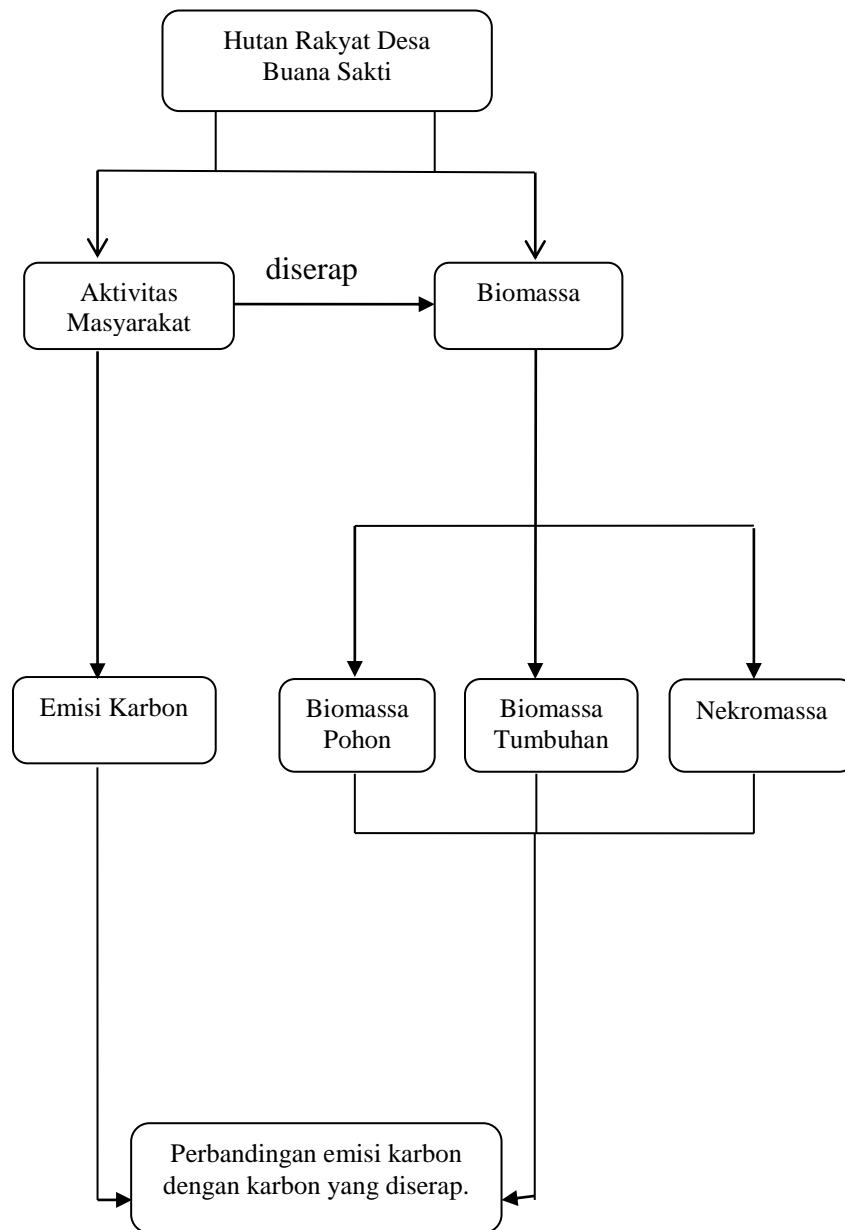 Hutan Rakyat Desa
Buana Sakti
diserap
Aktivitas
Masyarakat
Biomassa
Emisi Karbon
Biomassa
Pohon
Biomassa
Tumbuhan
Nekromassa
Perbandingan emisi karbon
dengan karbon yang diserap.